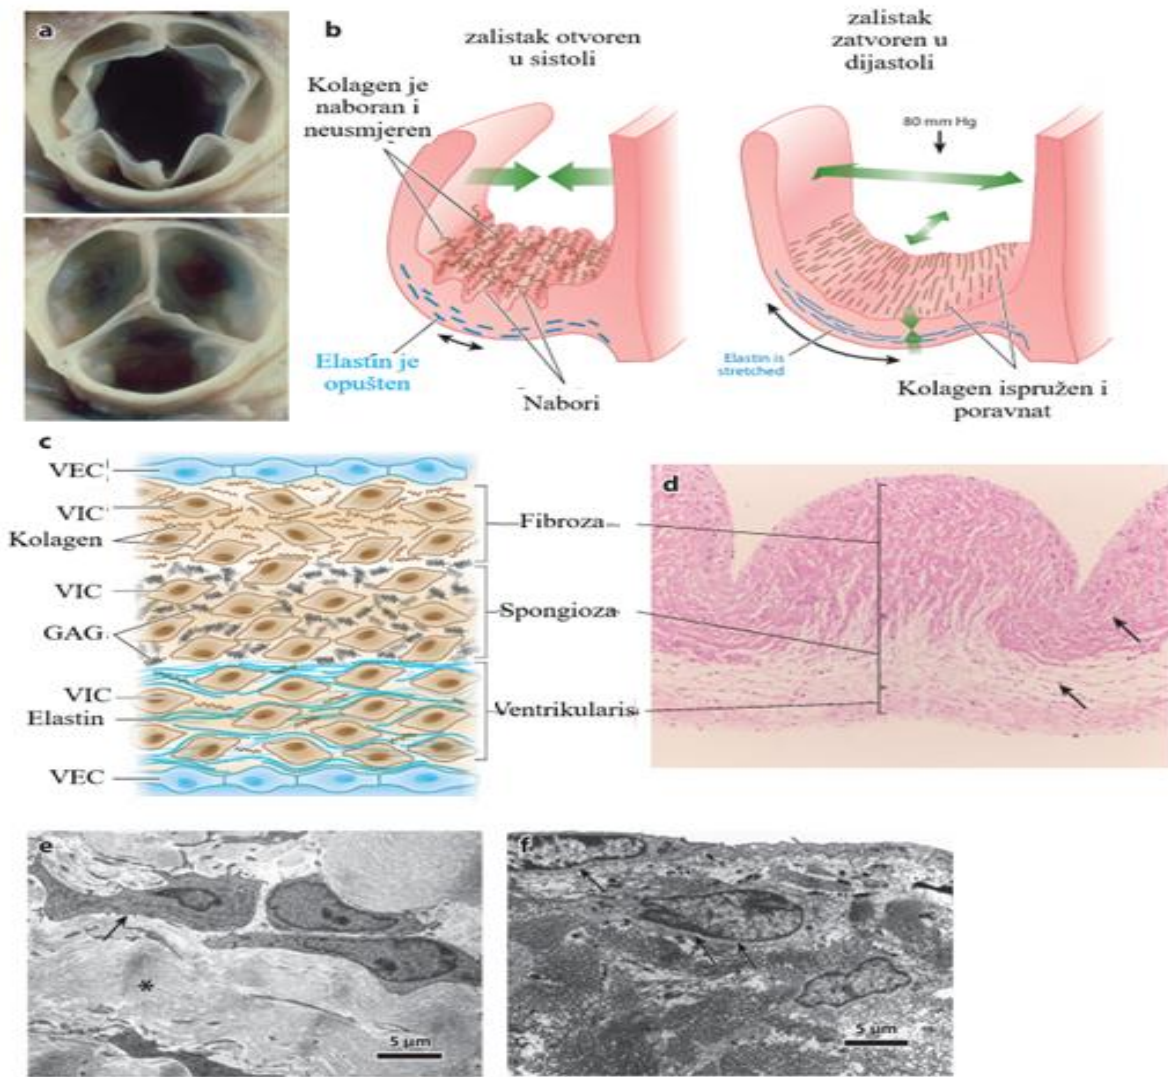 a
b
zalistak otvoren
u sistoli
zalistak
zatvoren u
dijastoli
Kolagen je
naboran i
neusmjeren
80 mm Hg
Elastin je
opušten
Nabori
Elastin is
stretched
Kolagen ispružen i
poravnat
c
VEC
VIC
Kolagen
VIC
GAG
VIC
Elastin
VEC
Fibroza
Spongioza
Ventrikularis
d
e
*
5 µm
f
5 µm